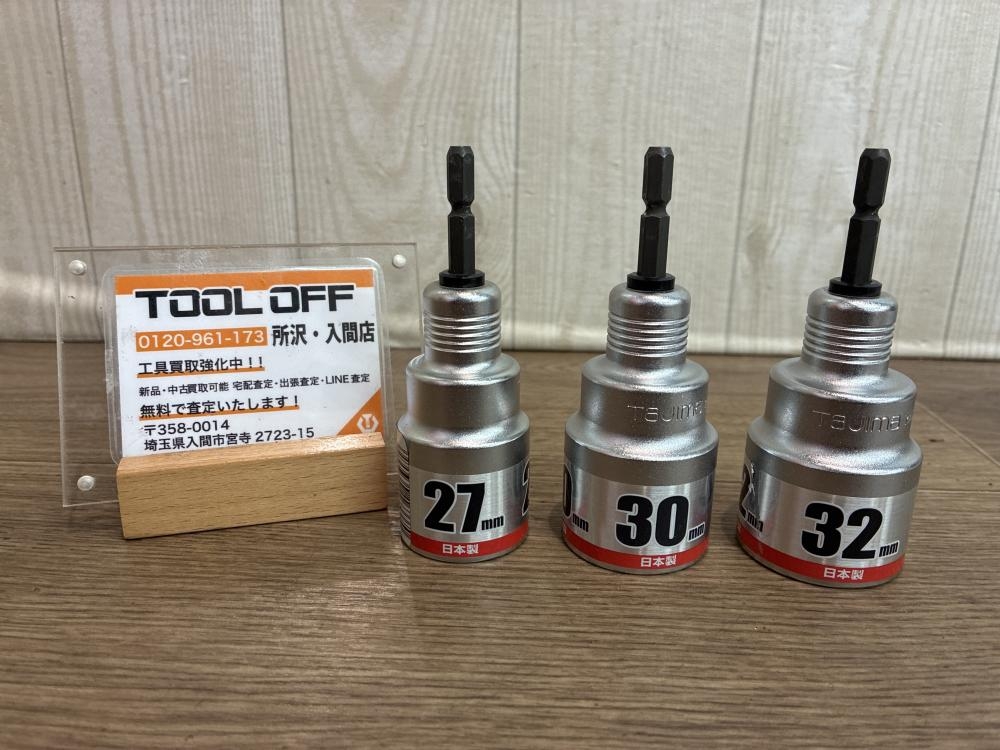 TOOL OFF
0120-961-173 所沢・入間店
工具買取強化中！！
新品・中古買取可能 宅配査定・出張査定・LINE査定
無料で査定いたします！
〒358-0014
埼玉県入間市宮寺 2723-15
27mm
日本製
Tajima
30mm
日本製
Tajima
32mm
日本製